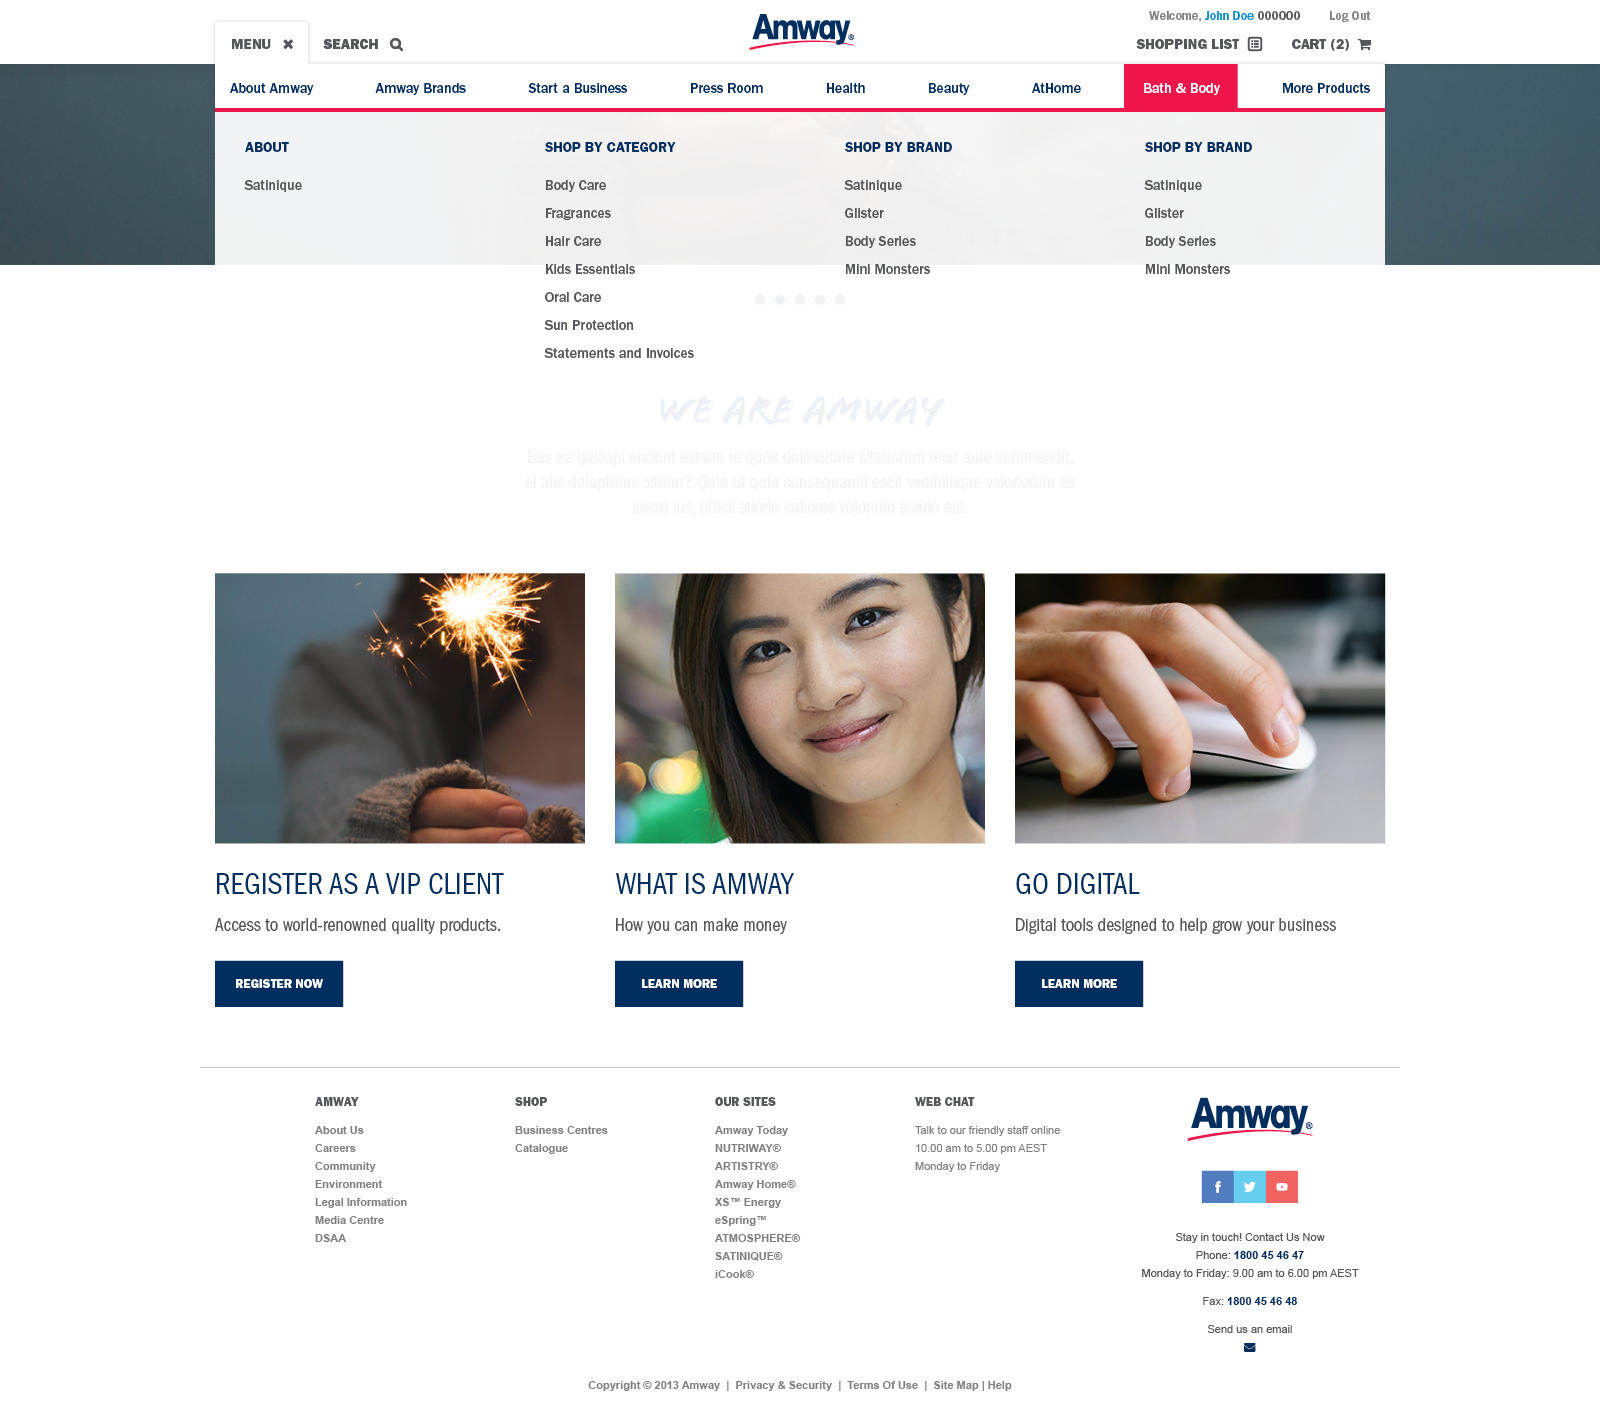 Welcome, John Doe 000000 Log Out
MENU SEARCH Amway® SHOPPING LIST CART (2)
About Amway Amway Brands Start a Business Press Room Health Beauty AtHome Bath & Body More Products
ABOUT
Satinique
SHOP BY CATEGORY
Body Care
Fragrances
Hair Care
Kids Essentials
Oral Care
Sun Protection
Statements and Invoices
SHOP BY BRAND
Satinique
Glister
Body Series
Mini Monsters
SHOP BY BRAND
Satinique
Glister
Body Series
Mini Monsters
WE ARE AMWAY
Bus ea quiaspi endunt estium re quos dolessitate sitatiorum reiur aute verumendit,
si aliis doluptatus sitatur? Quid ut quia consequamli escit venihillique voloriorum es
necto ius, officil stiorio cullores volorerio eserio ent.
REGISTER AS A VIP CLIENT
Access to world-renowned quality products.
REGISTER NOW
WHAT IS AMWAY
How you can make money
LEARN MORE
GO DIGITAL
Digital tools designed to help grow your business
LEARN MORE
AMWAY
About Us
Careers
Community
Environment
Legal Information
Media Centre
DSAA
SHOP
Business Centres
Catalogue
OUR SITES
Amway Today
NUTRIWAY®
ARTISTRY®
Amway Home®
XS™ Energy
eSpring™
ATMOSPHERE®
SATINIQUE®
iCook®
WEB CHAT
Talk to our friendly staff online
10.00 am to 5.00 pm AEST
Monday to Friday
Amway®
Stay in touch! Contact Us Now
Phone: 1800 45 46 47
Monday to Friday: 9.00 am to 6.00 pm AEST
Fax: 1800 45 46 48
Send us an email
Copyright © 2013 Amway | Privacy & Security | Terms Of Use | Site Map | Help